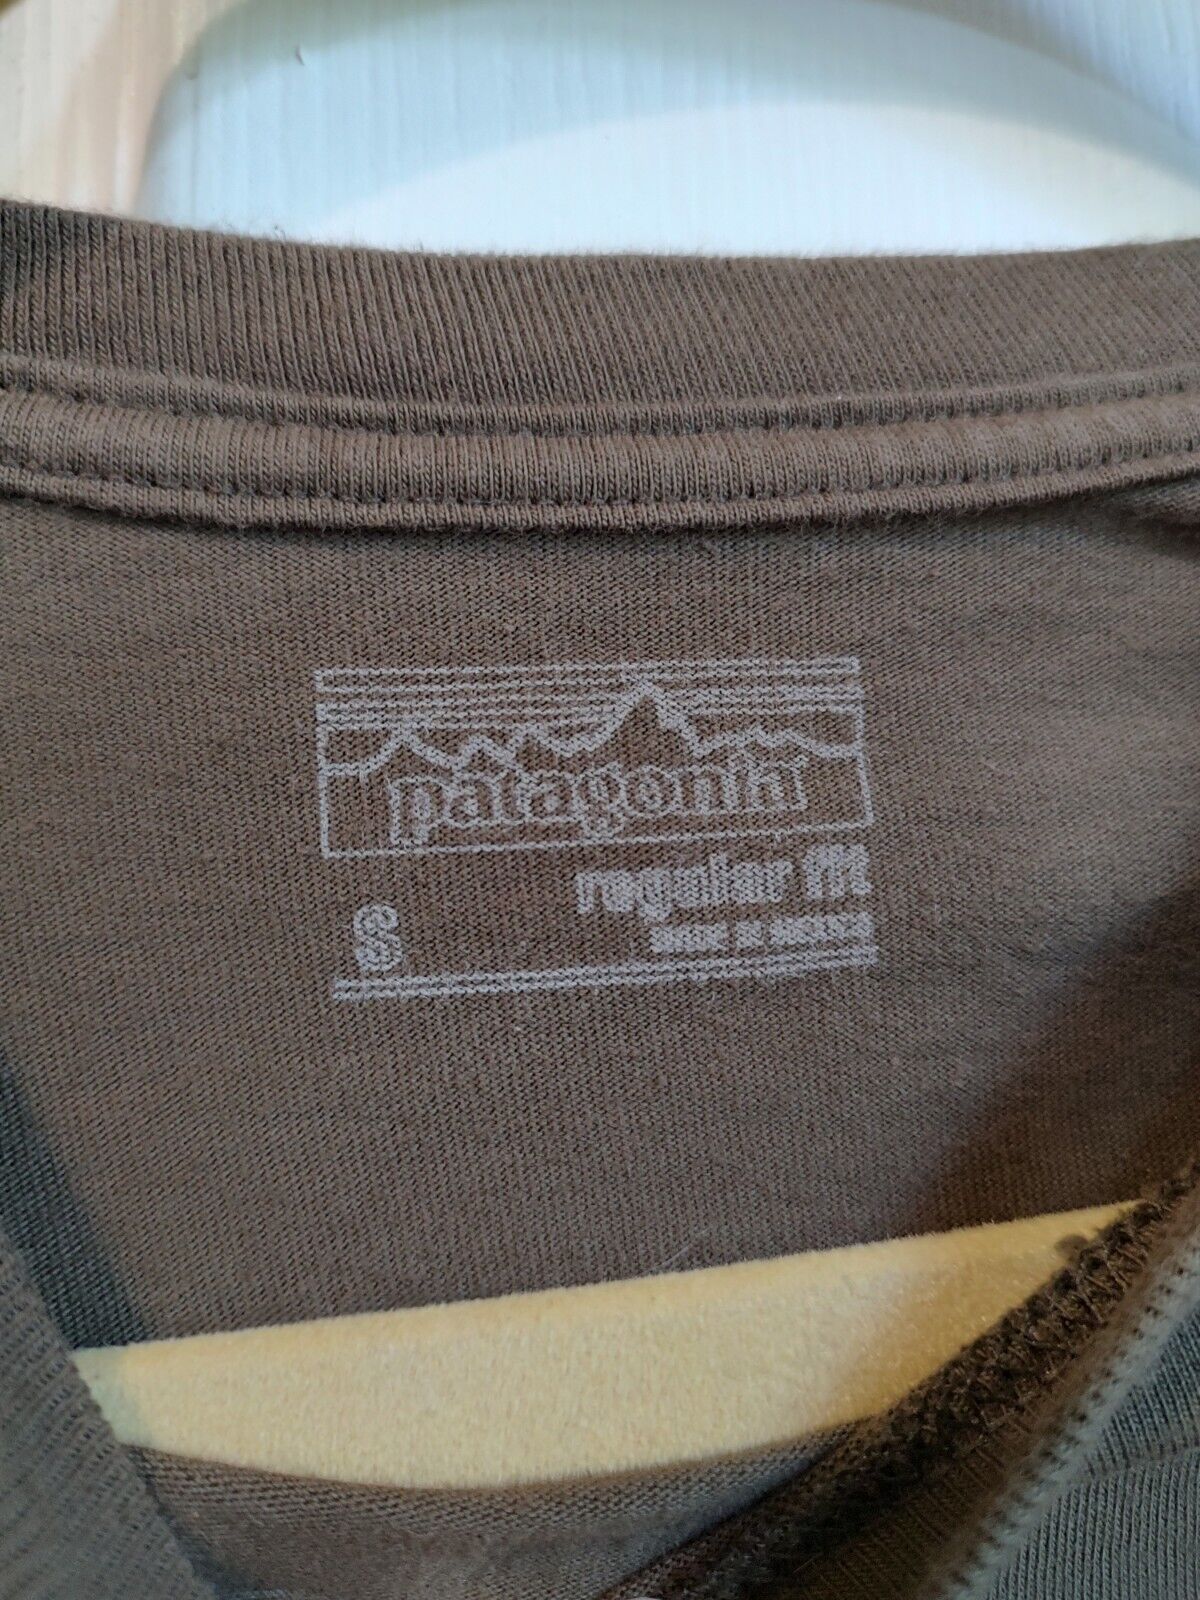 patagonia
regular fit
S